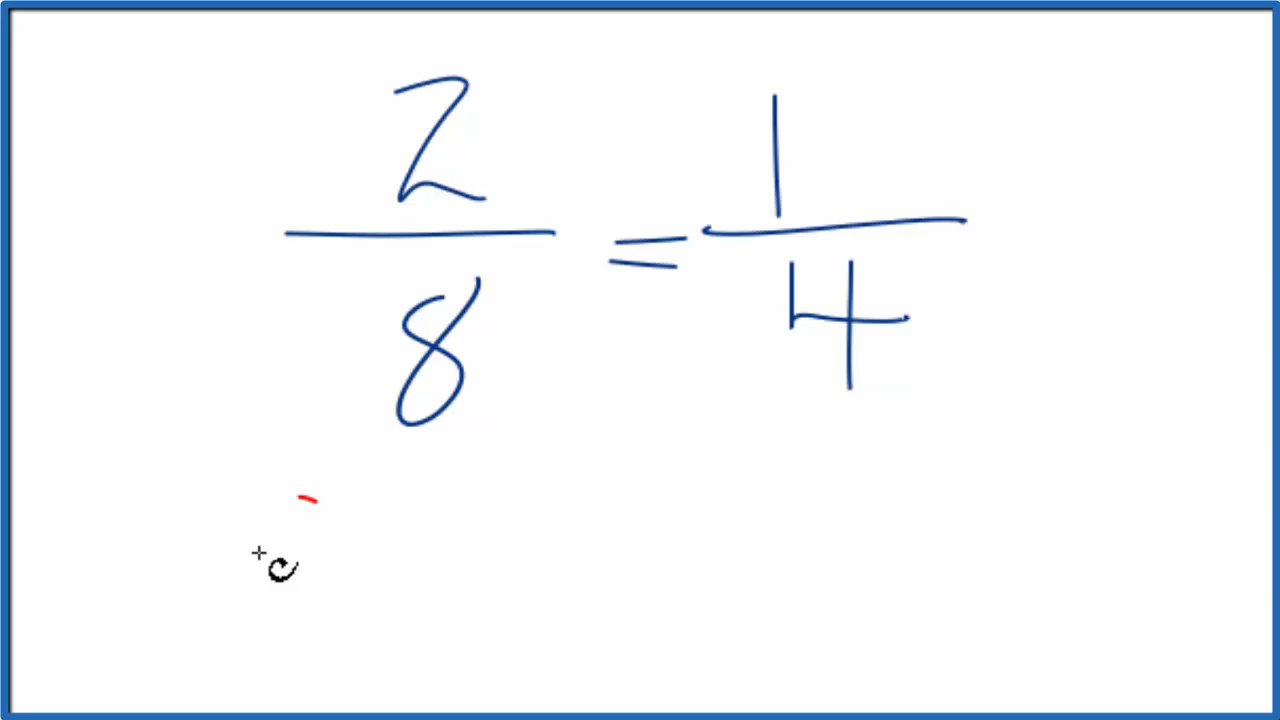 2/8 = 1/4